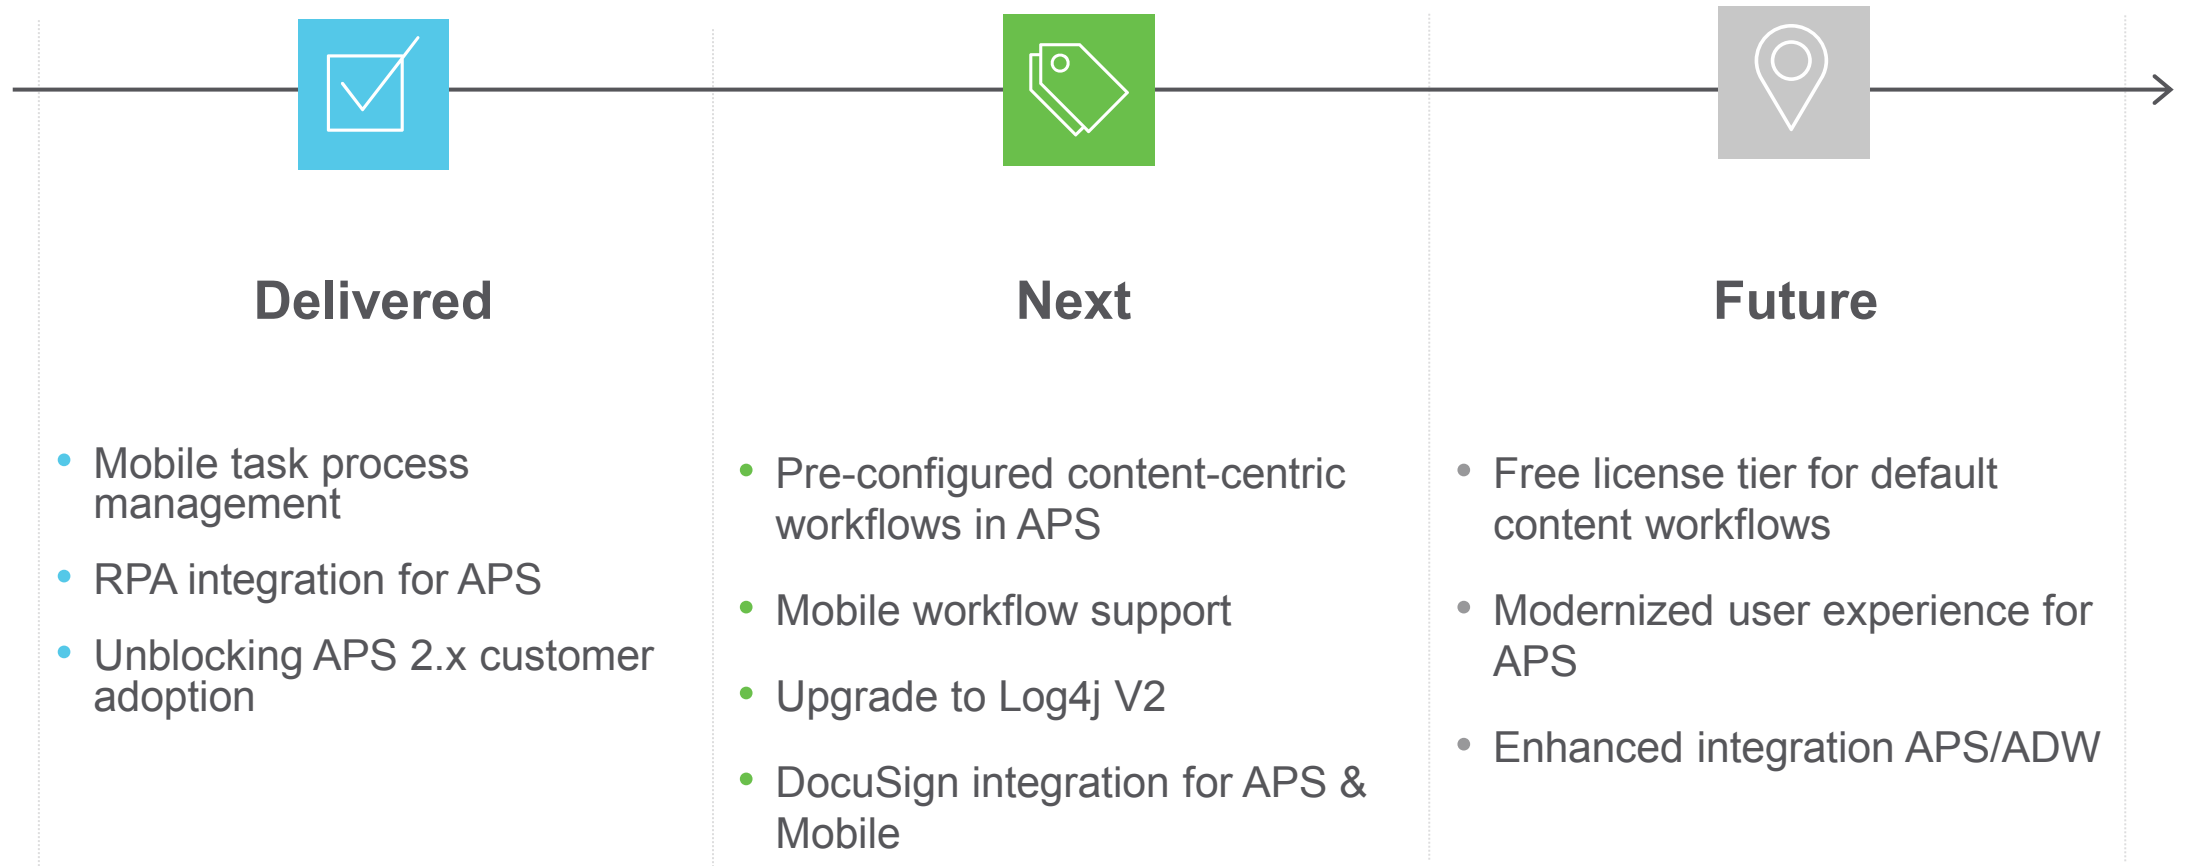 Delivered
Next
Future
• Mobile task process
management
• RPA integration for APS
• Unblocking APS 2.x customer
adoption
• Pre-configured content-centric
workflows in APS
• Mobile workflow support
• Upgrade to Log4j V2
• DocuSign integration for APS &
Mobile
• Free license tier for default
content workflows
• Modernized user experience for
APS
• Enhanced integration APS/ADW